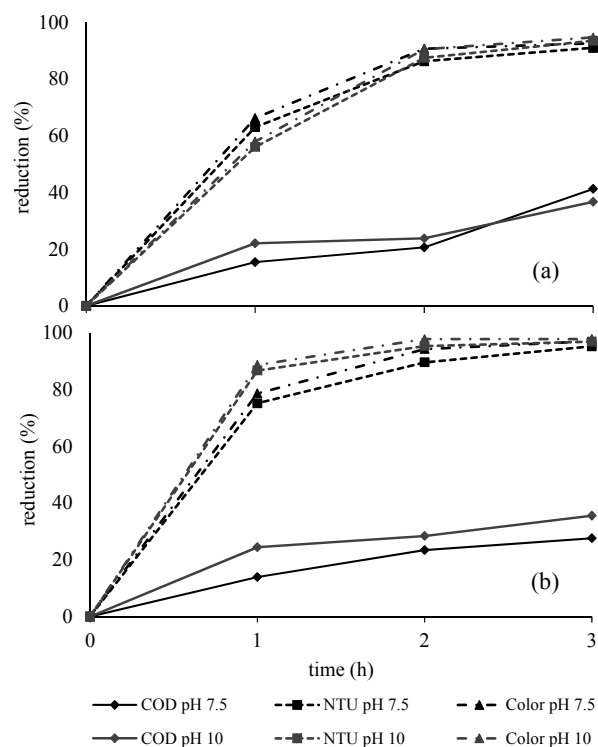 100
80
60
40
20
0
reduction (%)
(a)
100
80
60
40
20
0
reduction (%)
(b)
0 1 2 3
time (h)
COD pH 7.5 NTU pH 7.5 Color pH 7.5
COD pH 10 NTU pH 10 Color pH 10